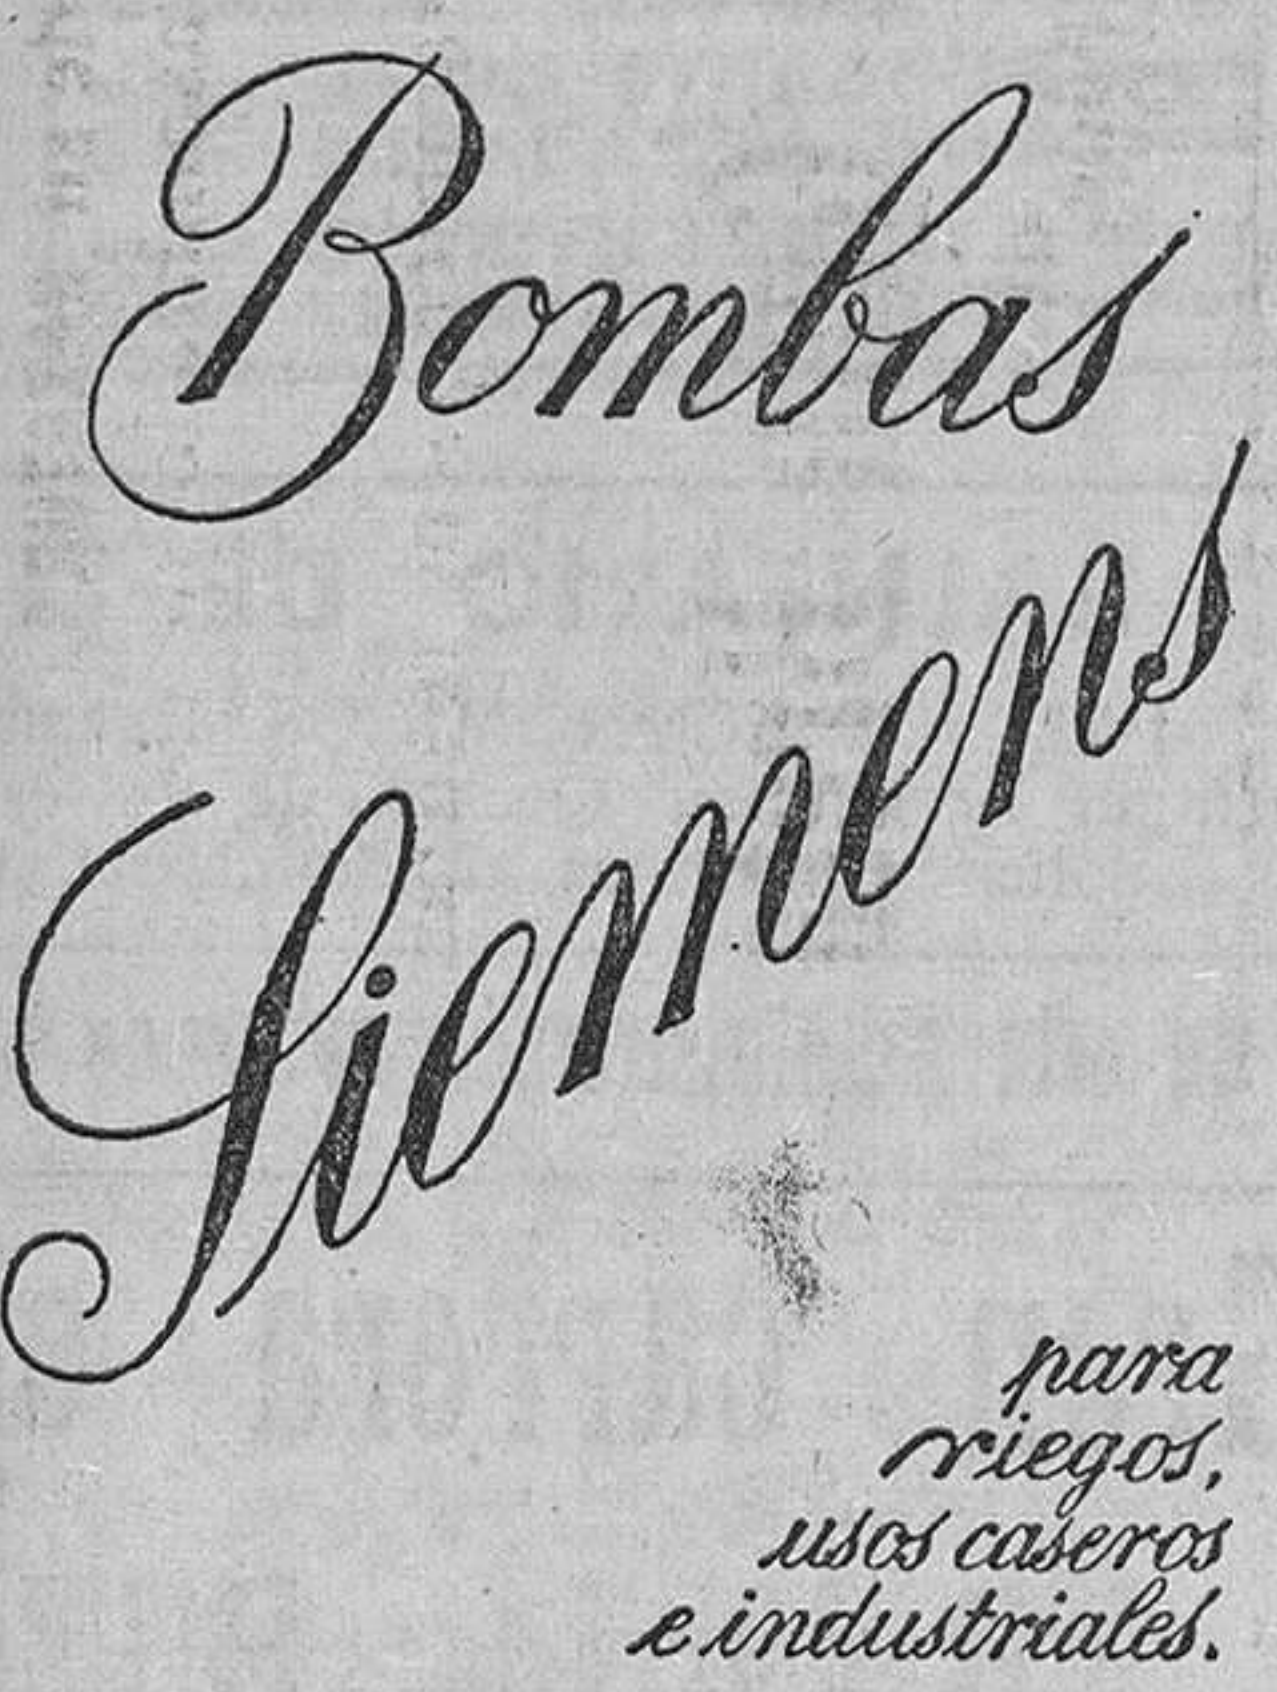 Bombas
Siemens
para
riegos,
usos caseros
e industriales.